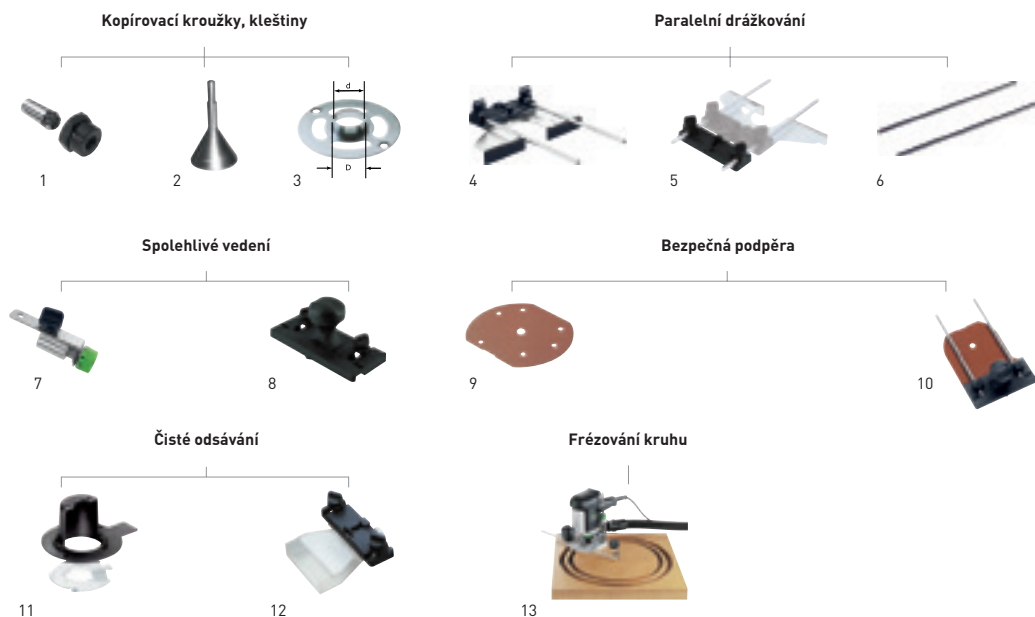 Kopírovací kroužky, kleštiny
Paralelní drážkování
d
D
1
2
3
4
5
6
Spolehlivé vedení
Bezpečná podpěra
7
8
9
10
Čisté odsávání
Frézování kruhu
11
12
13